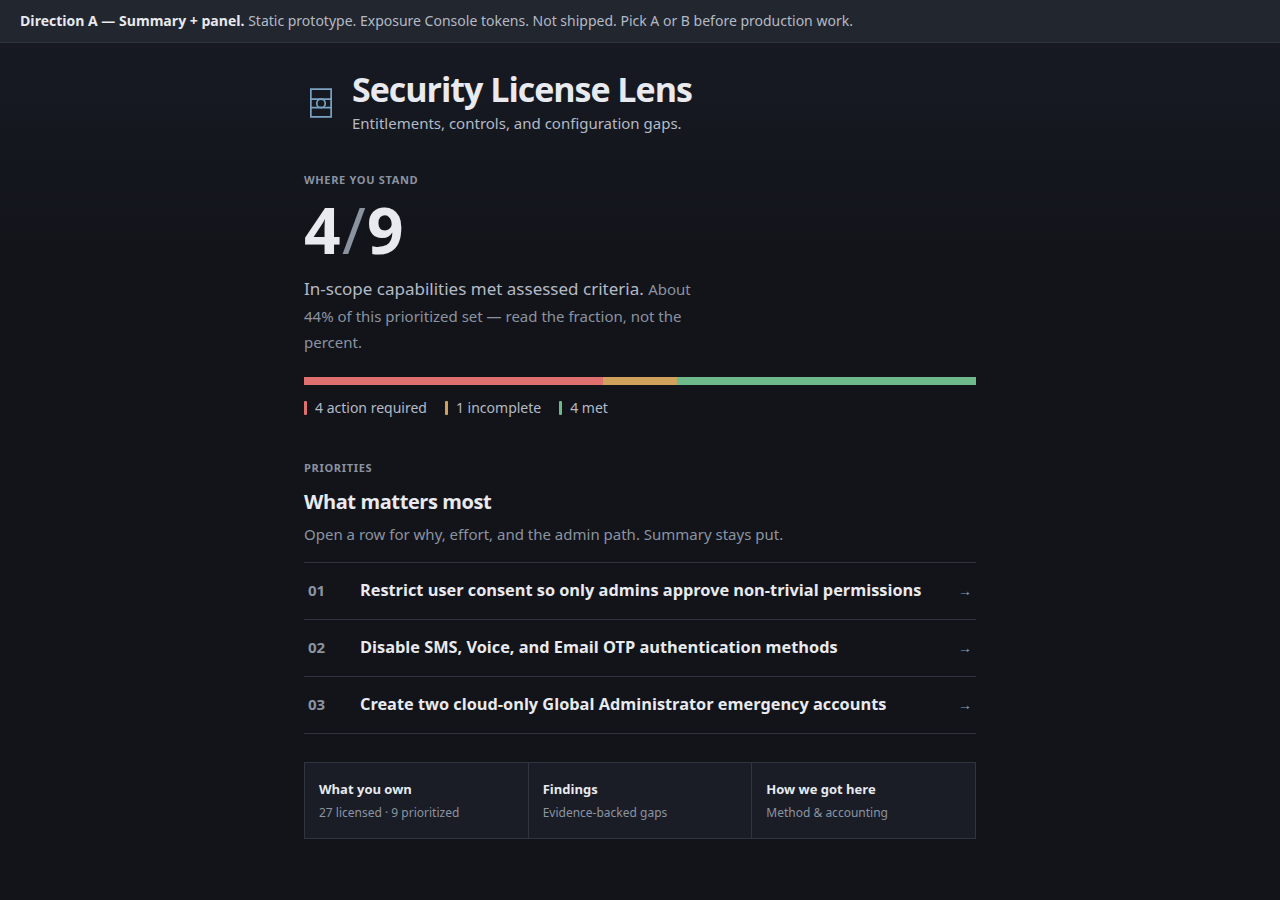 Direction A — Summary + panel. Static prototype. Exposure Console tokens. Not shipped. Pick A or B before production work.
Security License Lens
Entitlements, controls, and configuration gaps.
WHERE YOU STAND
4/9
In-scope capabilities met assessed criteria. About
44% of this prioritized set — read the fraction, not the
percent.
4 action required 1 incomplete 4 met
PRIORITIES
What matters most
Open a row for why, effort, and the admin path. Summary stays put.
01 Restrict user consent so only admins approve non-trivial permissions →
02 Disable SMS, Voice, and Email OTP authentication methods →
03 Create two cloud-only Global Administrator emergency accounts →
What you own Findings How we got here
27 licensed · 9 prioritized Evidence-backed gaps Method & accounting